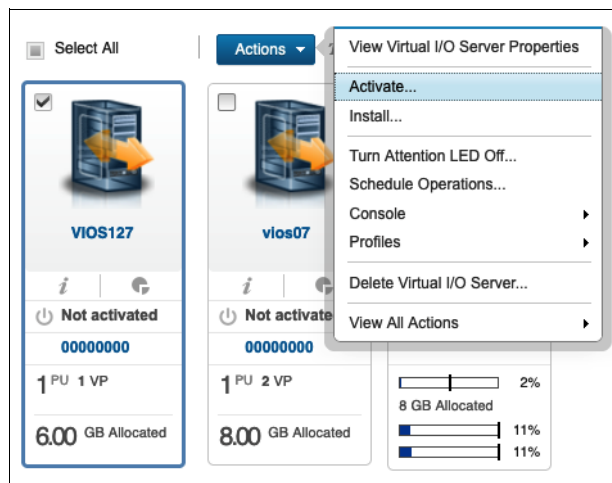 Select All
Actions
View Virtual I/O Server Properties
Activate...
Install...
Turn Attention LED Off...
Schedule Operations...
Console
Profiles
Delete Virtual I/O Server...
View All Actions
VIOS127
i
Not activated
00000000
1 PU 1 VP
6.00 GB Allocated
vios07
i
Not activate
00000000
1 PU 2 VP
8.00 GB Allocated
2%
8 GB Allocated
11%
11%